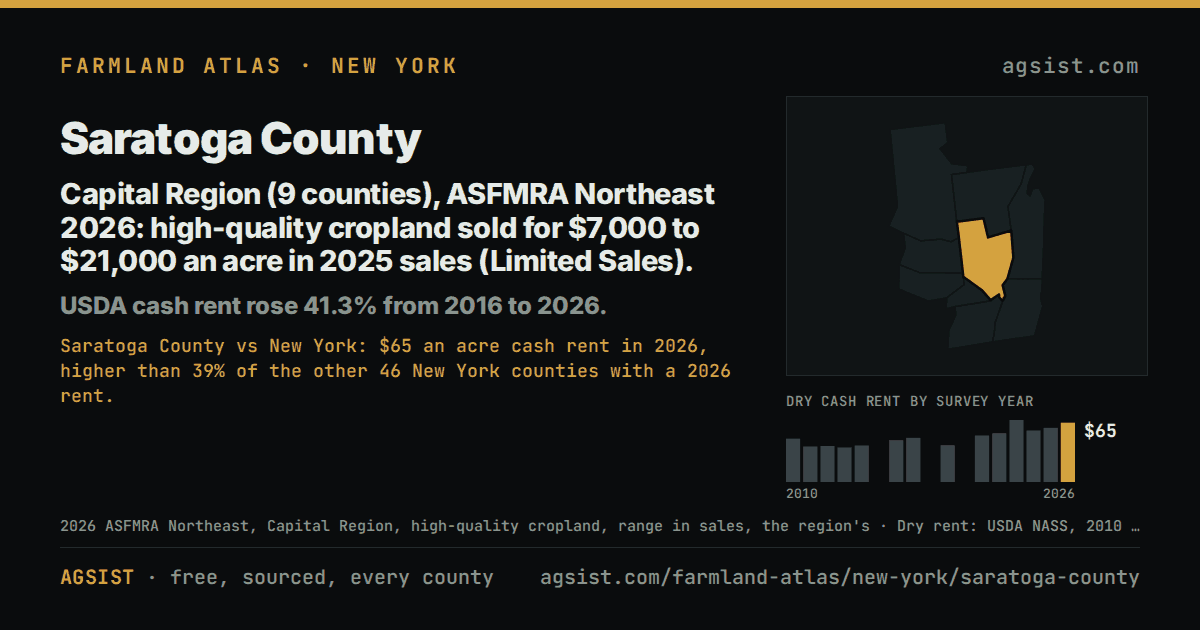 FARMLAND ATLAS · NEW YORK
agsist.com
Saratoga County
Capital Region (9 counties), ASFMRA Northeast
2026: high-quality cropland sold for $7,000 to
$21,000 an acre in 2025 sales (Limited Sales).
USDA cash rent rose 41.3% from 2016 to 2026.
Saratoga County vs New York: $65 an acre cash rent in 2026,
higher than 39% of the other 46 New York counties with a 2026
rent.
DRY CASH RENT BY SURVEY YEAR
$65
2010 2026
2026 ASFMRA Northeast, Capital Region, high-quality cropland, range in sales, the region's · Dry rent: USDA NASS, 2010 …
AGSIST · free, sourced, every county
agsist.com/farmland-atlas/new-york/saratoga-county